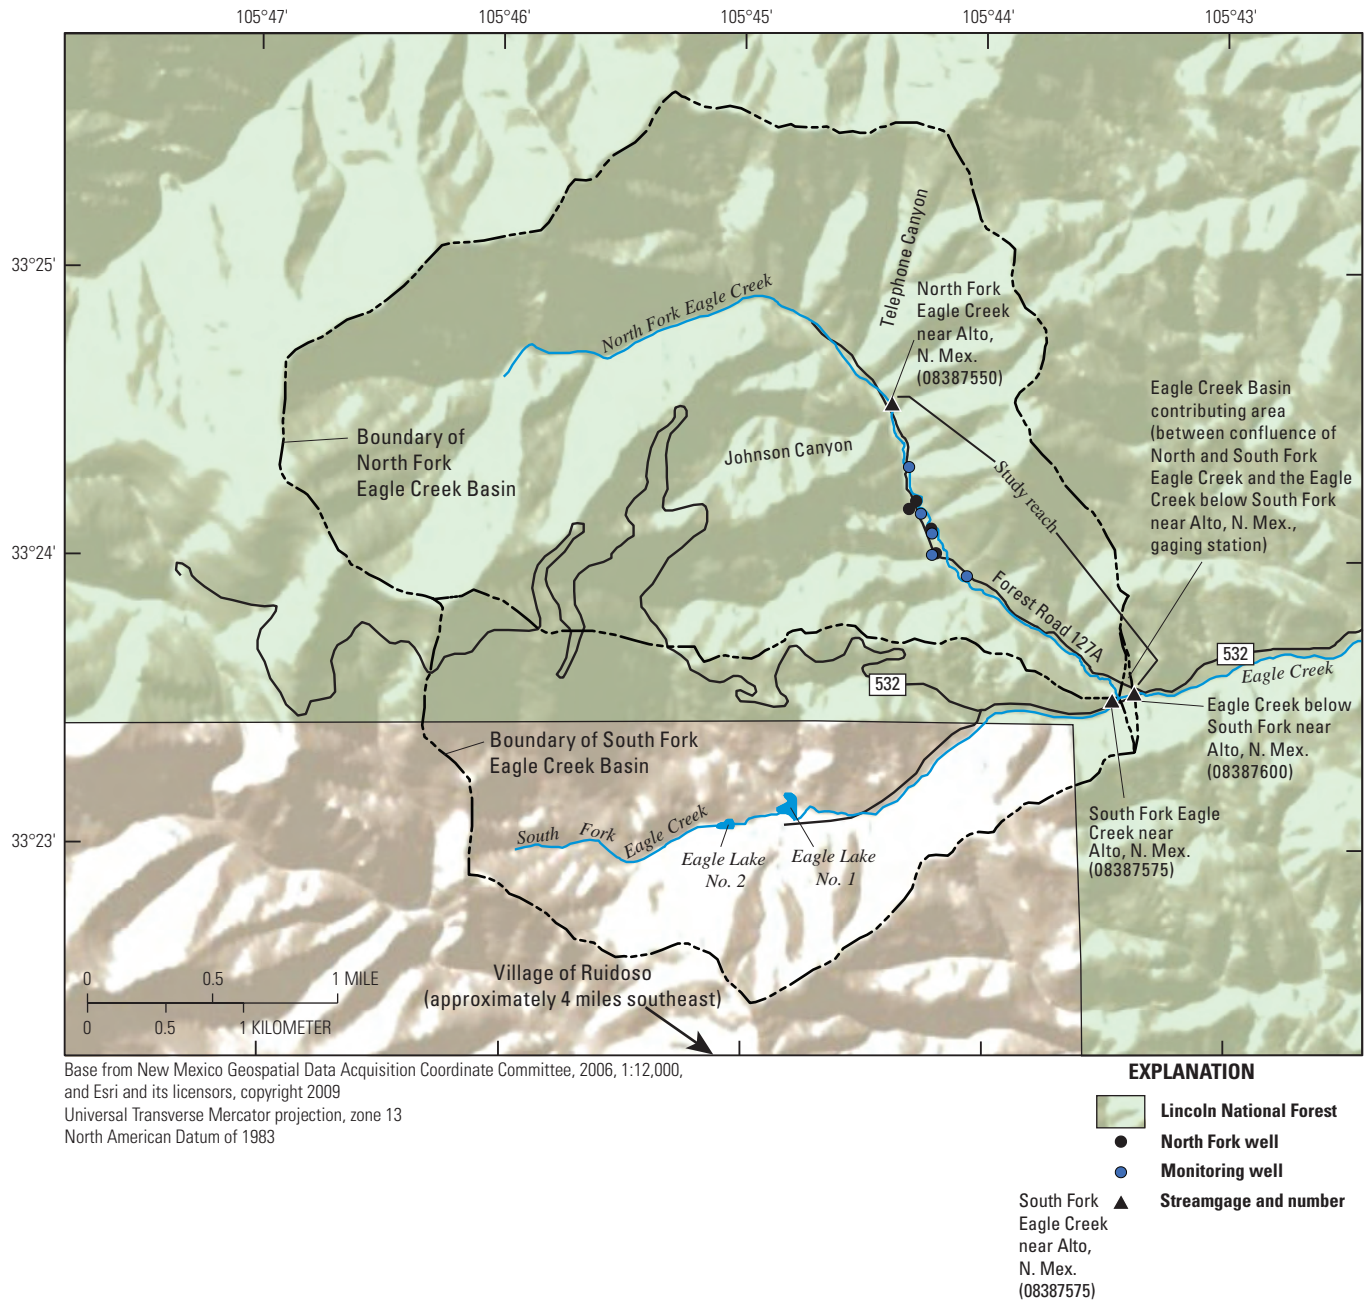 105°47'
105°46'
105°45'
105°44'
105°43'
33°25'
33°24'
33°23'
Telephone Canyon
North Fork Eagle Creek
North Fork
Eagle Creek
near Alto,
N. Mex.
(08387550)
Eagle Creek Basin
contributing area
(between confluence of
North and South Fork
Eagle Creek and the Eagle
Creek below South Fork
near Alto, N. Mex.,
gaging station)
Boundary of
North Fork
Eagle Creek Basin
Johnson Canyon
Study reach
Forest Road 127A
532
532
Eagle Creek
Eagle Creek below
South Fork near
Alto, N. Mex.
(08387600)
Boundary of South Fork
Eagle Creek Basin
South Fork Eagle Creek
Eagle Lake
No. 2
Eagle Lake
No. 1
South Fork Eagle
Creek near
Alto, N. Mex.
(08387575)
Village of Ruidoso
(approximately 4 miles southeast)
0 0.5 1 MILE
0 0.5 1 KILOMETER
Base from New Mexico Geospatial Data Acquisition Coordinate Committee, 2006, 1:12,000,
and Esri and its licensors, copyright 2009
Universal Transverse Mercator projection, zone 13
North American Datum of 1983
EXPLANATION
Lincoln National Forest
North Fork well
Monitoring well
Streamgage and number
South Fork
Eagle Creek
near Alto,
N. Mex.
(08387575)